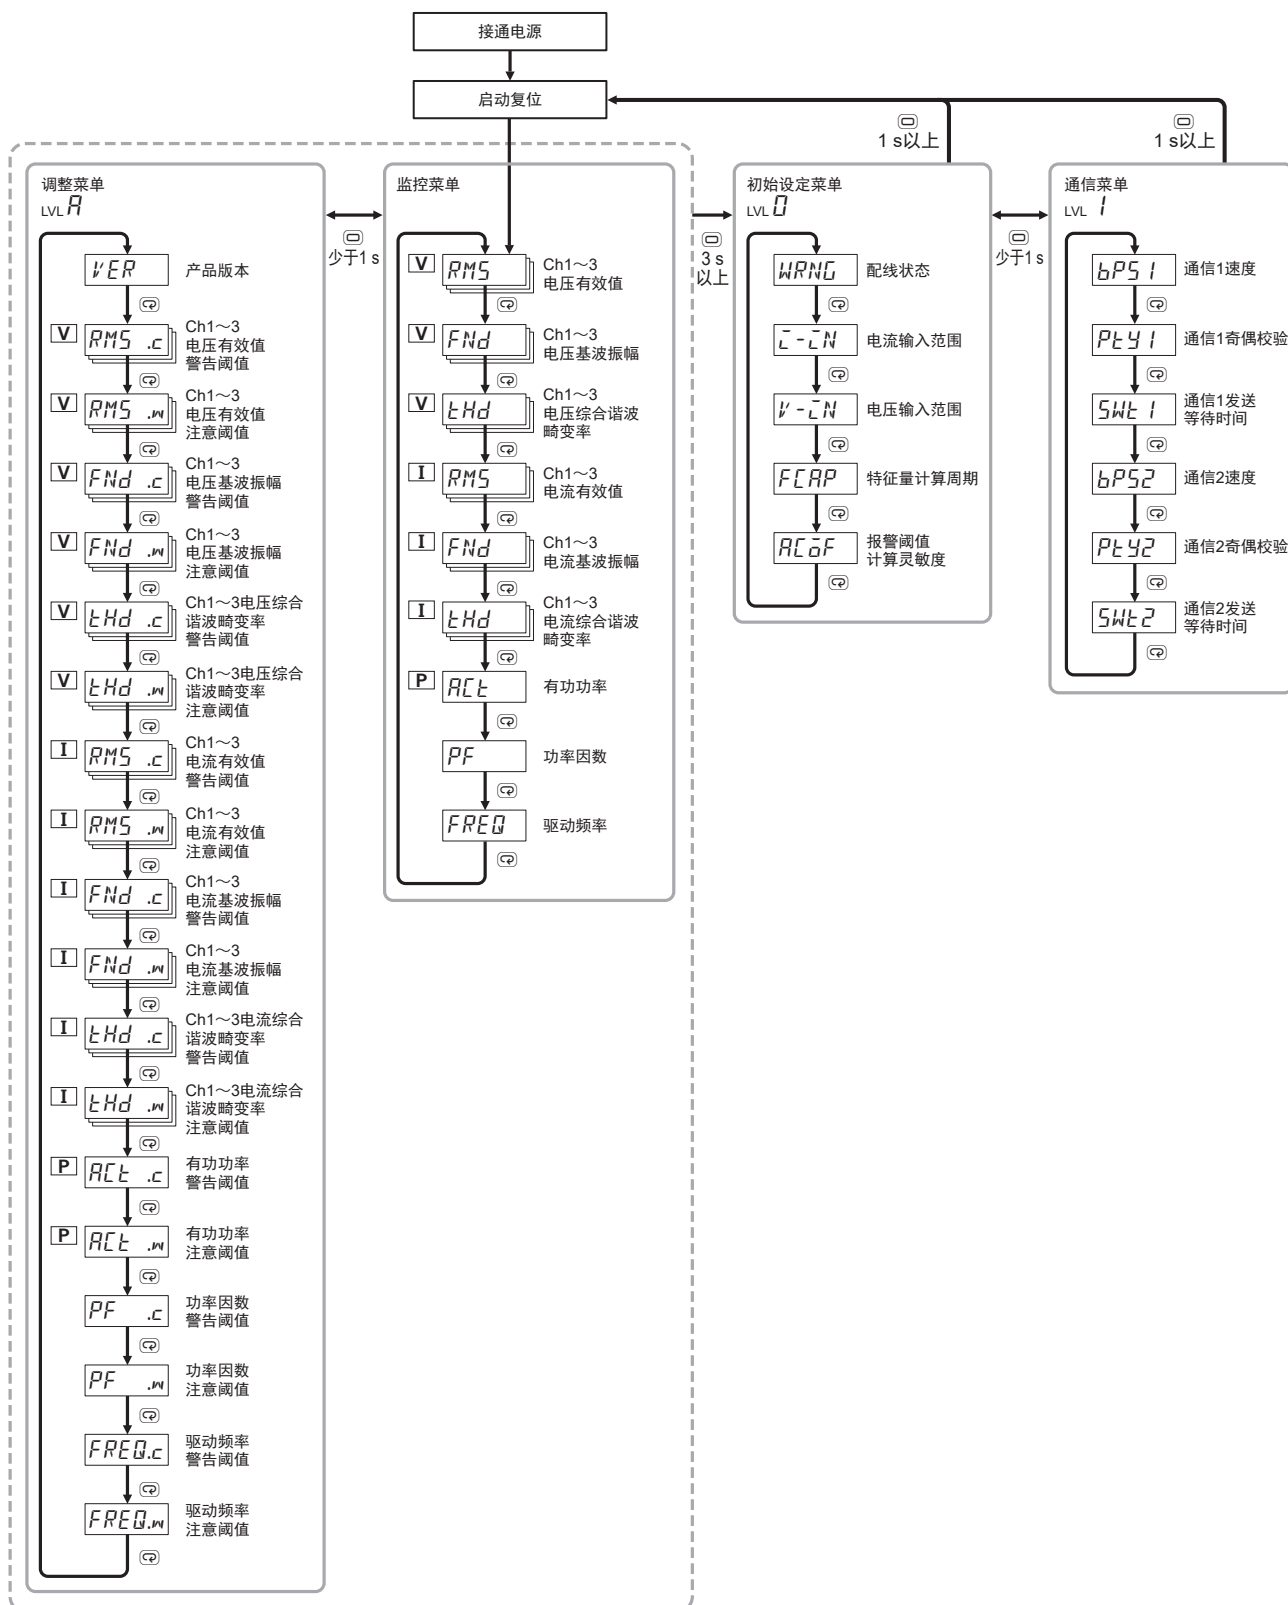 接通电源
启动复位
1 s以上
1 s以上
调整菜单
LVL A
VER
产品版本
V
RMS .c
Ch1～3
电压有效值
警告阈值
V
RMS .w
Ch1～3
电压有效值
注意阈值
V
FNd .c
Ch1～3
电压基波振幅
警告阈值
V
FNd .w
Ch1～3
电压基波振幅
注意阈值
V
tHd .c
Ch1～3电压综合
谐波畸变率
警告阈值
V
tHd .w
Ch1～3电压综合
谐波畸变率
注意阈值
I
RMS .c
Ch1～3
电流有效值
警告阈值
I
RMS .w
Ch1～3
电流有效值
注意阈值
I
FNd .c
Ch1～3
电流基波振幅
警告阈值
I
FNd .w
Ch1～3
电流基波振幅
注意阈值
I
tHd .c
Ch1～3电流综合
谐波畸变率
警告阈值
I
tHd .w
Ch1～3电流综合
谐波畸变率
注意阈值
P
ACt .c
有功功率
警告阈值
P
ACt .w
有功功率
注意阈值
PF .c
功率因数
警告阈值
PF .w
功率因数
注意阈值
FREQ.c
驱动频率
警告阈值
FREQ.w
驱动频率
注意阈值
少于1 s
监控菜单
V
RMS
Ch1～3
电压有效值
V
FNd
Ch1～3
电压基波振幅
V
tHd
Ch1～3
电压综合谐波
畸变率
I
RMS
Ch1～3
电流有效值
I
FNd
Ch1～3
电流基波振幅
I
tHd
Ch1～3
电流综合谐波
畸变率
P
ACt
有功功率
PF
功率因数
FREQ
驱动频率
3 s
以上
初始设定菜单
LVL 0
WRNG
配线状态
i-iN
电流输入范围
V-iN
电压输入范围
FCAP
特征量计算周期
ACoF
报警阈值
计算灵敏度
少于1 s
通信菜单
LVL 1
bPS1
通信1速度
PtY1
通信1奇偶校验
SWt1
通信1发送
等待时间
bPS2
通信2速度
PtY2
通信2奇偶校验
SWt2
通信2发送
等待时间